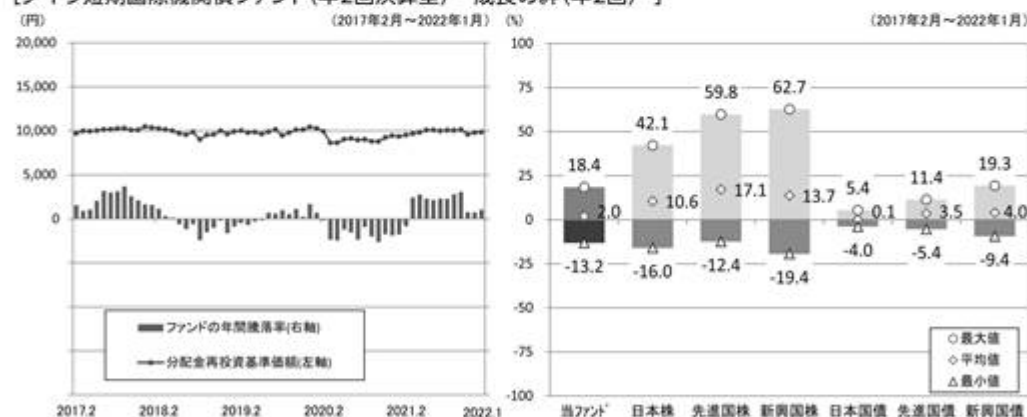 (円) (2017年2月～2022年1月)
20,000
15,000
10,000
5,000
0
ファンドの年間騰落率(右軸)
分配金再投資基準価額(左軸)
2017.2 2018.2 2019.2 2020.2 2021.2 2022.1
(%) (2017年2月～2022年1月)
100
75
50
25
0
-25
-50
-75
-100
18.4 42.1 59.8 62.7 5.4 11.4 19.3
2.0 10.6 17.1 13.7 0.1 3.5 4.0
-13.2 -16.0 -12.4 -19.4 -4.0 -5.4 -9.4
最大値
平均値
最小値
当ファンド 日本株 先進国株 新興国株 日本国債 先進国債 新興国債